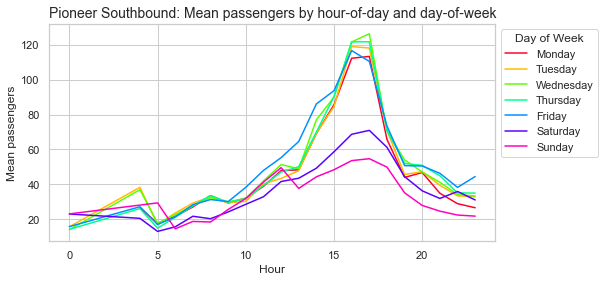 Pioneer Southbound: Mean passengers by hour-of-day and day-of-week
Mean passengers
120
100
80
60
40
20
0
5
10
15
20
Hour
Day of Week
Monday
Tuesday
Wednesday
Thursday
Friday
Saturday
Sunday